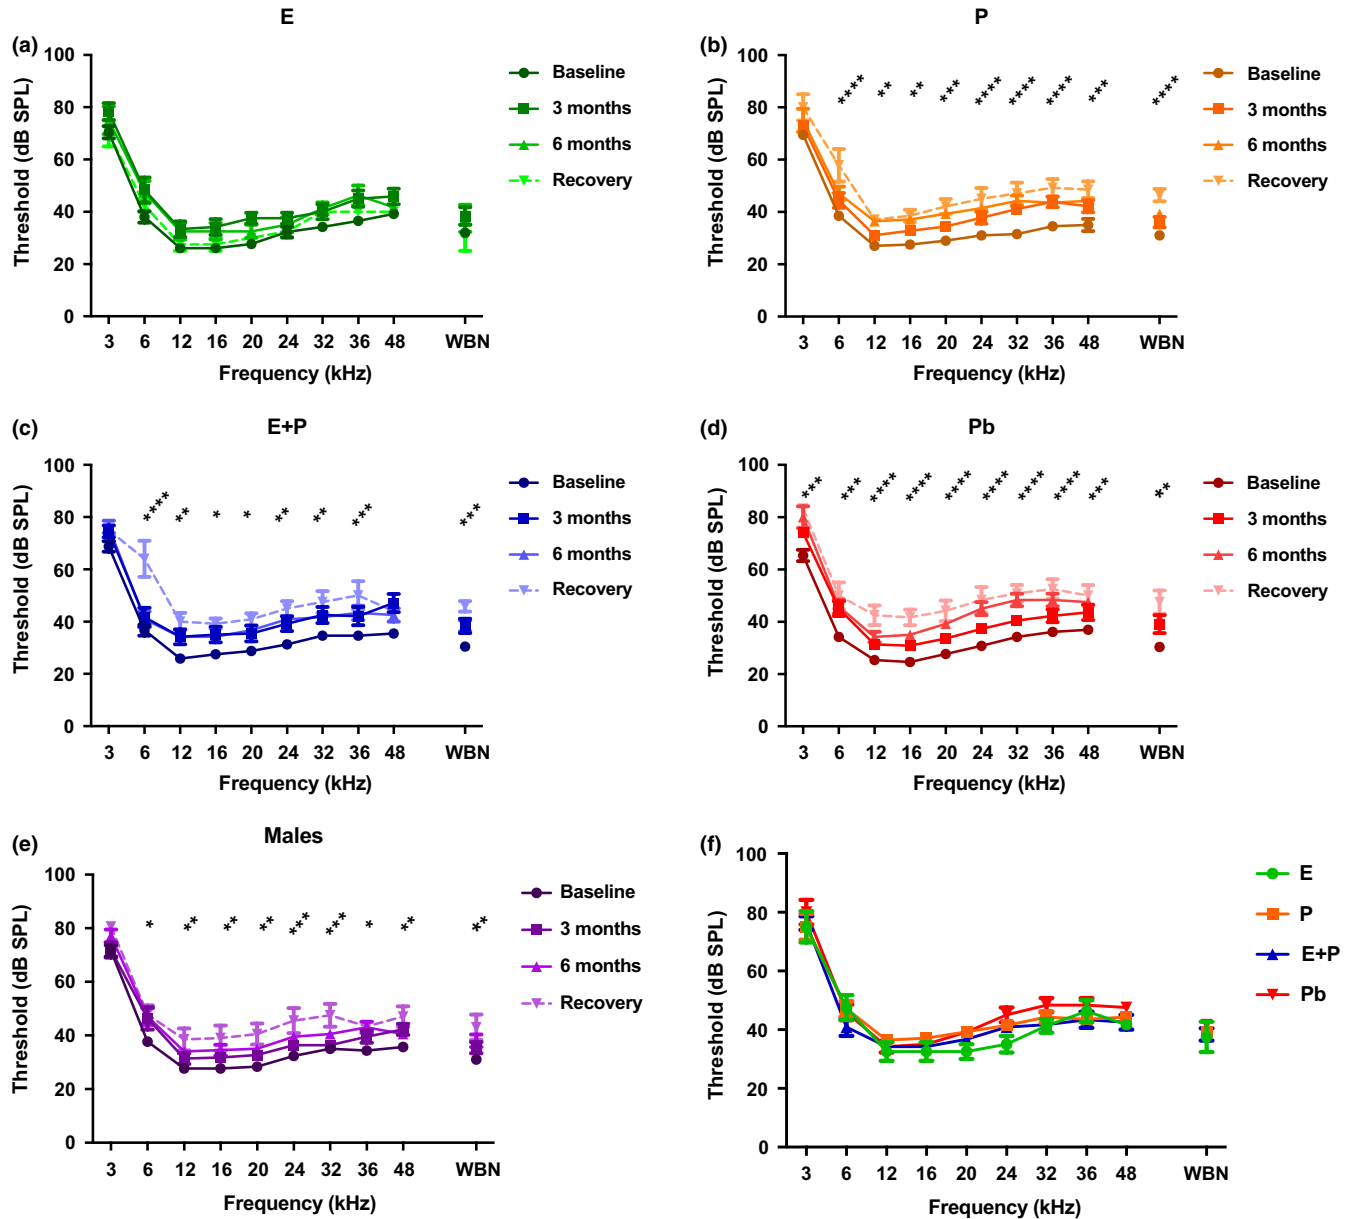 E
(a)
100
80
60
40
20
0
Threshold (dB SPL)
3 6 12 16 20 24 32 36 48 WBN
Frequency (kHz)
Baseline
3 months
6 months
Recovery
P
(b)
100
80
60
40
20
0
Threshold (dB SPL)
**** ** ** *** **** **** **** *** ****
3 6 12 16 20 24 32 36 48 WBN
Frequency (kHz)
Baseline
3 months
6 months
Recovery
E+P
(c)
100
80
60
40
20
0
Threshold (dB SPL)
**** ** * * ** ** *** ***
3 6 12 16 20 24 32 36 48 WBN
Frequency (kHz)
Baseline
3 months
6 months
Recovery
Pb
(d)
100
80
60
40
20
0
Threshold (dB SPL)
*** *** **** **** **** **** **** **** *** **
3 6 12 16 20 24 32 36 48 WBN
Frequency (kHz)
Baseline
3 months
6 months
Recovery
Males
(e)
100
80
60
40
20
0
Threshold (dB SPL)
* ** ** ** *** *** * ** **
3 6 12 16 20 24 32 36 48 WBN
Frequency (kHz)
Baseline
3 months
6 months
Recovery
(f)
100
80
60
40
20
0
Threshold (dB SPL)
3 6 12 16 20 24 32 36 48 WBN
Frequency (kHz)
E
P
E+P
Pb